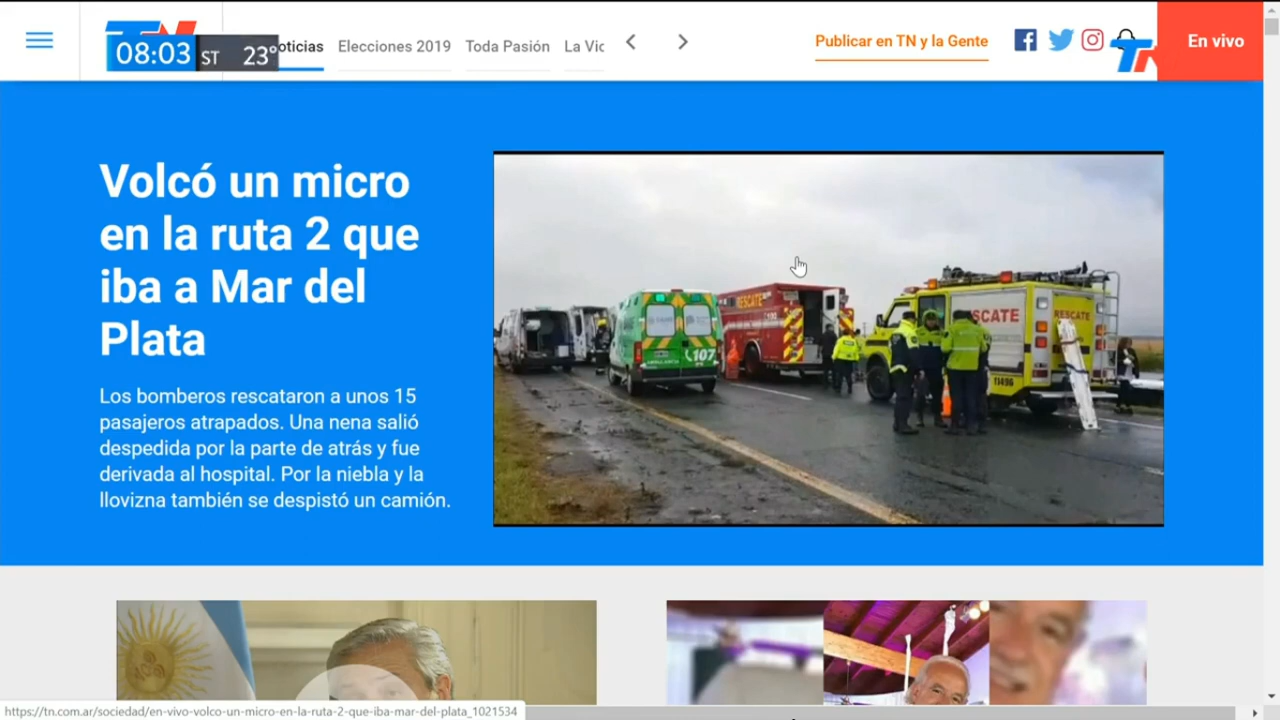 TN
08:03
ST 23°
oticias
Elecciones 2019
Toda Pasión
La Vic
Publicar en TN y la Gente
TN
En vivo
Volcó un micro
en la ruta 2 que
iba a Mar del
Plata
Los bomberos rescataron a unos 15
pasajeros atrapados. Una nena salió
despedida por la parte de atrás y fue
derivada al hospital. Por la niebla y la
llovizna también se despistó un camión.
107
RESCATE
SCATE
RESCATE
11496
https://tn.com.ar/sociedad/en-vivo-volco-un-micro-en-la-ruta-2-que-iba-mar-del-plata_1021534